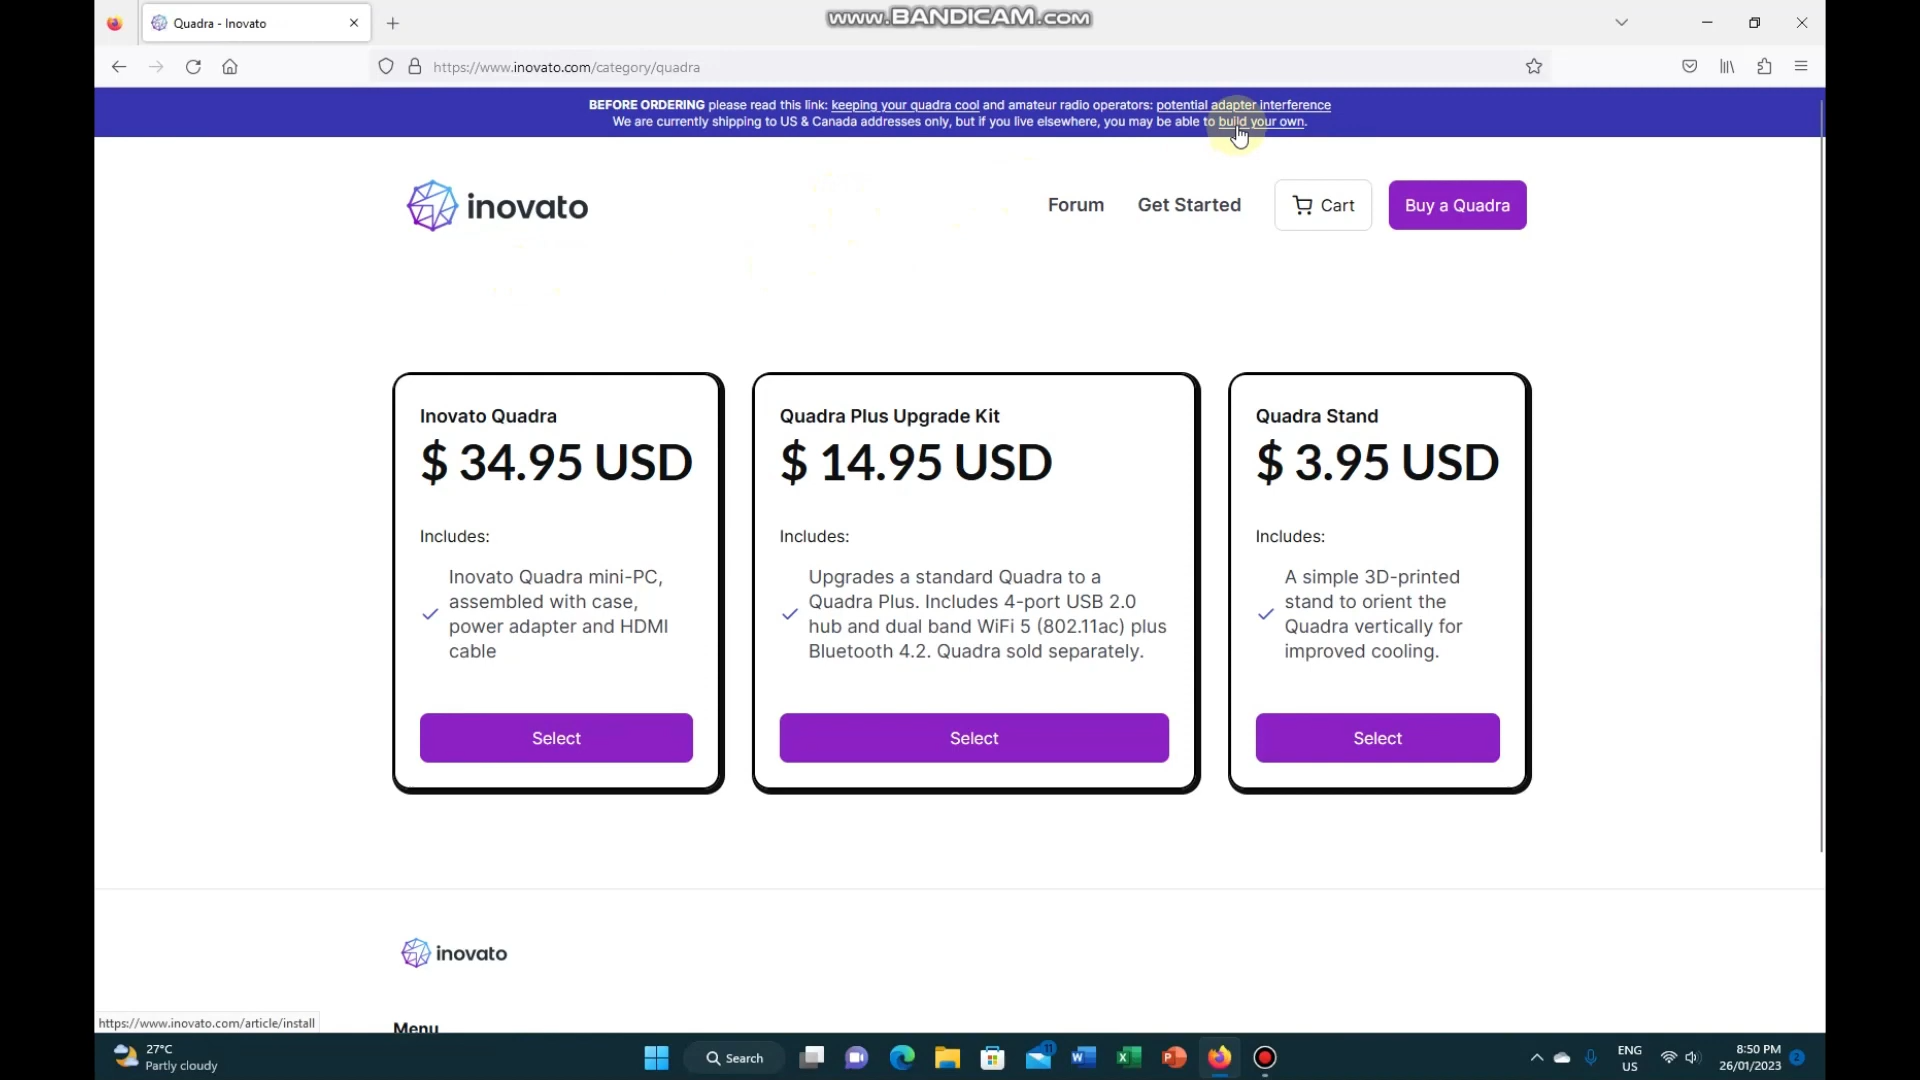 www.BANDICAM.com
Quadra - Inovato
https://www.inovato.com/category/quadra
BEFORE ORDERING please read this link: keeping your quadra cool and amateur radio operators: potential adapter interference
We are currently shipping to US & Canada addresses only, but if you live elsewhere, you may be able to build your own.
inovato
Forum
Get Started
Cart
Buy a Quadra
Inovato Quadra
$ 34.95 USD
Includes:
Inovato Quadra mini-PC,
assembled with case,
power adapter and HDMI
cable
Select
Quadra Plus Upgrade Kit
$ 14.95 USD
Includes:
Upgrades a standard Quadra to a
Quadra Plus. Includes 4-port USB 2.0
hub and dual band WiFi 5 (802.11ac) plus
Bluetooth 4.2. Quadra sold separately.
Select
Quadra Stand
$ 3.95 USD
Includes:
A simple 3D-printed
stand to orient the
Quadra vertically for
improved cooling.
Select
inovato
Menu
https://www.inovato.com/article/install
27°C
Partly cloudy
Search
11
ENG
US
8:50 PM
26/01/2023
2